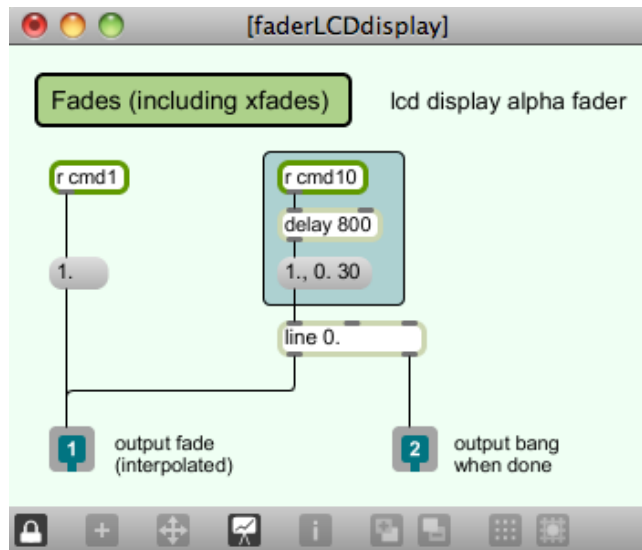 [faderLCDdisplay]
Fades (including xfades)
lcd display alpha fader
r cmd1
r cmd10
delay 800
1.
1., 0. 30
line 0.
1
output fade
(interpolated)
2
output bang
when done